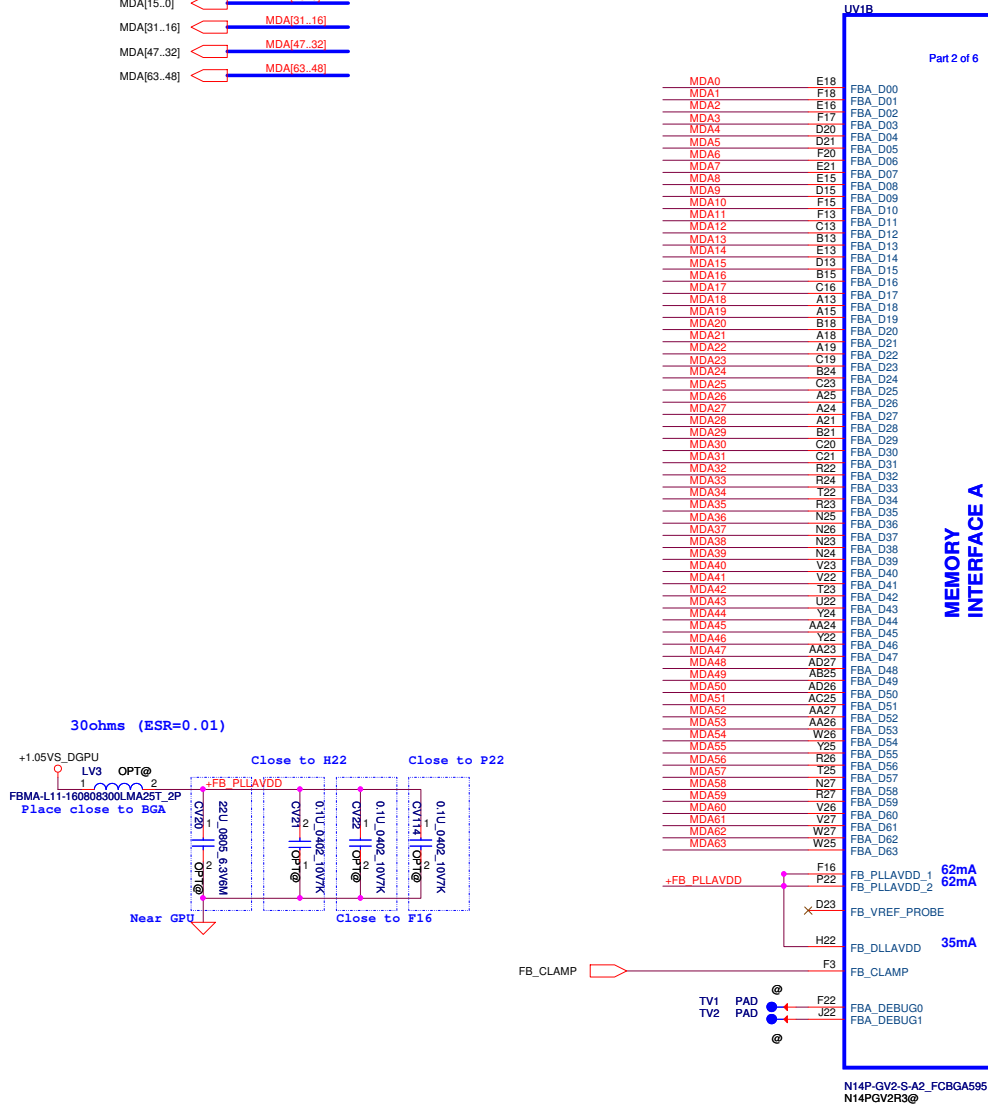 MDA[15..0]
MDA[31..16] MDA[31..16]
MDA[47..32] MDA[47..32]
MDA[63..48] MDA[63..48]
UV1B
Part 2 of 6
MDA0 E18 FBA_D00
MDA1 F18 FBA_D01
MDA2 E16 FBA_D02
MDA3 F17 FBA_D03
MDA4 D20 FBA_D04
MDA5 D21 FBA_D05
MDA6 F20 FBA_D06
MDA7 E21 FBA_D07
MDA8 E15 FBA_D08
MDA9 D15 FBA_D09
MDA10 F15 FBA_D10
MDA11 F13 FBA_D11
MDA12 C13 FBA_D12
MDA13 B13 FBA_D13
MDA14 E13 FBA_D14
MDA15 D13 FBA_D15
MDA16 B15 FBA_D16
MDA17 C16 FBA_D17
MDA18 A13 FBA_D18
MDA19 A15 FBA_D19
MDA20 B18 FBA_D20
MDA21 A18 FBA_D21
MDA22 A19 FBA_D22
MDA23 C19 FBA_D23
MDA24 B24 FBA_D24
MDA25 C23 FBA_D25
MDA26 A25 FBA_D26
MDA27 A24 FBA_D27
MDA28 A21 FBA_D28
MDA29 B21 FBA_D29
MDA30 C20 FBA_D30
MDA31 C21 FBA_D31
MDA32 R22 FBA_D32
MDA33 R24 FBA_D33
MDA34 T22 FBA_D34
MDA35 R23 FBA_D35
MDA36 N25 FBA_D36
MDA37 N26 FBA_D37
MDA38 N23 FBA_D38
MDA39 N24 FBA_D39
MDA40 V23 FBA_D40
MDA41 V22 FBA_D41
MDA42 T23 FBA_D42
MDA43 U22 FBA_D43
MDA44 Y24 FBA_D44
MDA45 AA24 FBA_D45
MDA46 Y22 FBA_D46
MDA47 AA23 FBA_D47
MDA48 AD27 FBA_D48
MDA49 AB25 FBA_D49
MDA50 AD26 FBA_D50
MDA51 AC25 FBA_D51
MDA52 AA27 FBA_D52
MDA53 AA26 FBA_D53
MDA54 W26 FBA_D54
MDA55 Y25 FBA_D55
MDA56 R26 FBA_D56
MDA57 T25 FBA_D57
MDA58 N27 FBA_D58
MDA59 R27 FBA_D59
MDA60 V26 FBA_D60
MDA61 V27 FBA_D61
MDA62 W27 FBA_D62
MDA63 W25 FBA_D63
MEMORY
INTERFACE A
F16 FB_PLLAVDD_1 62mA
+FB_PLLAVDD P22 FB_PLLAVDD_2 62mA
D23 FB_VREF_PROBE
H22 FB_DLLAVDD 35mA
FB_CLAMP F3 FB_CLAMP
@
TV1 PAD F22 FBA_DEBUG0
TV2 PAD J22 FBA_DEBUG1
@
N14P-GV2-S-A2_FCBGA595
N14PGV2R3@
30ohms (ESR=0.01)
+1.05VS_DGPU
LV3 OPT@
1 2
FBMA-L11-160808300LMA25T_2P
Place close to BGA
Close to H22 Close to P22
+FB_PLLAVDD
CV20 1 2 OPT@ 22U_0805_6.3V6M
CV21 2 1 OPT@ 0.1U_0402_10V7K
CV22 1 2 OPT@ 0.1U_0402_10V7K
CV114 1 2 OPT@ 0.1U_0402_10V7K
Near GPU Close to F16